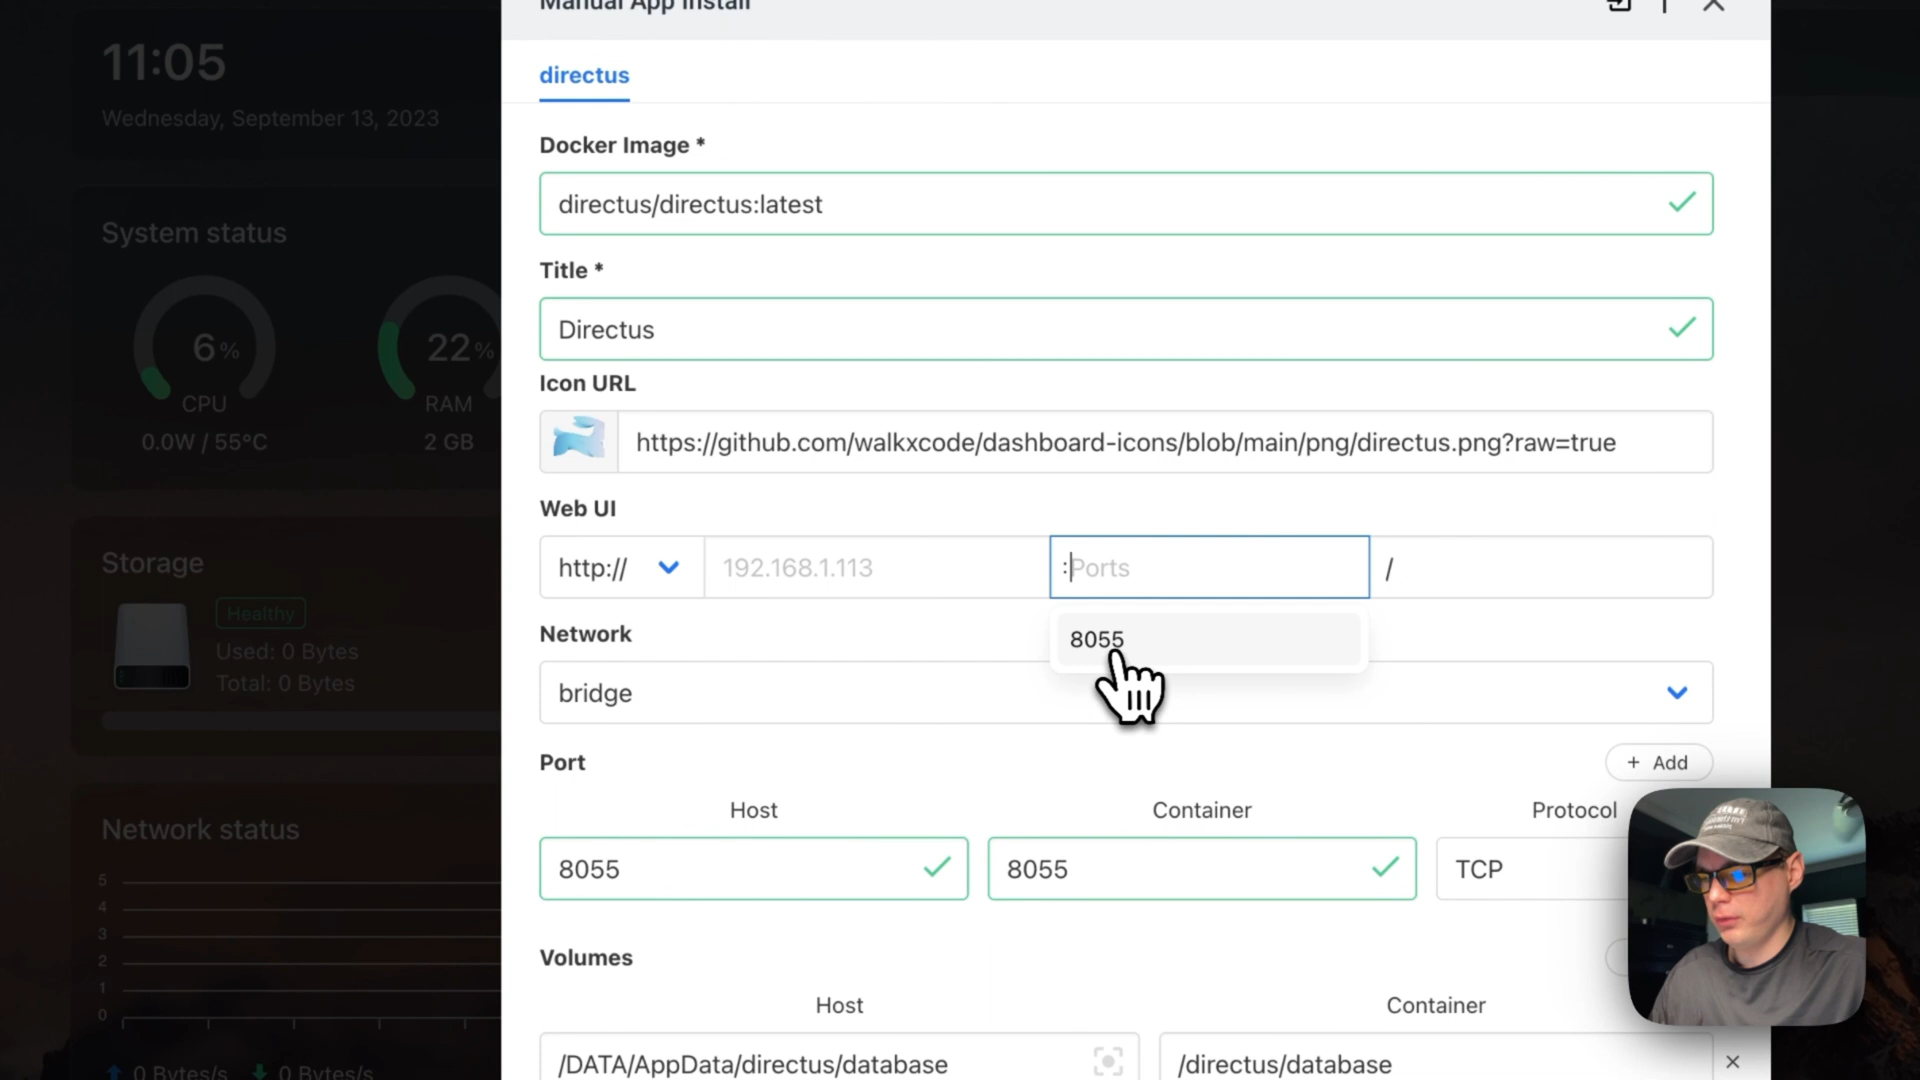 Manual App Install
11:05
Wednesday, September 13, 2023
directus
Docker Image *
directus/directus:latest
Title *
Directus
System status
6%
CPU
0.0W / 55°C
22%
RAM
2 GB
Icon URL
https://github.com/walkxcode/dashboard-icons/blob/main/png/directus.png?raw=true
Web UI
http://
192.168.1.113
:Ports
/
8055
Storage
Healthy
Used: 0 Bytes
Total: 0 Bytes
Network
bridge
Port
+ Add
Host
Container
Protocol
8055
8055
TCP
Network status
5
4
3
2
1
0
0 Bytes/s
0 Bytes/s
Volumes
Host
Container
/DATA/AppData/directus/database
/directus/database